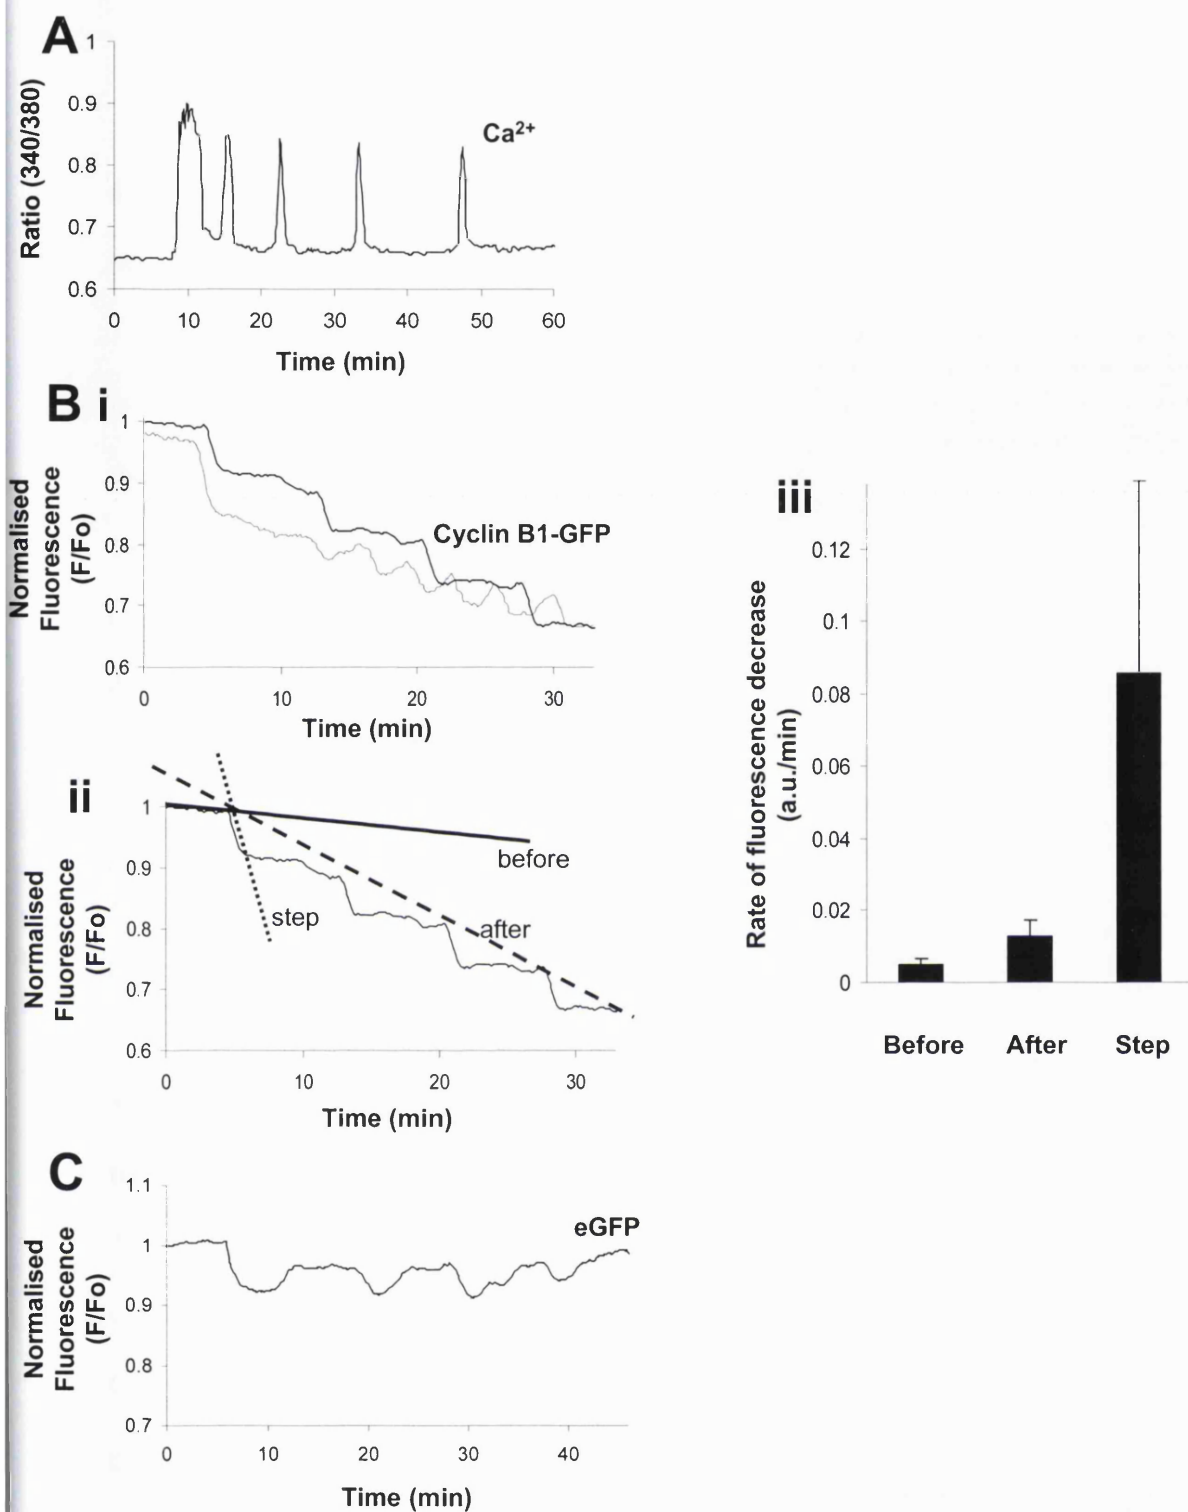 A
1
0.9
0.8
0.7
0.6
Ratio (340/380)
Ca²⁺
0 10 20 30 40 50 60
Time (min)
B i
1
0.9
0.8
0.7
0.6
Normalised
Fluorescence
(F/Fo)
Cyclin B1-GFP
0 10 20 30
Time (min)
ii
1
0.9
0.8
0.7
0.6
Normalised
Fluorescence
(F/Fo)
before
step
after
0 10 20 30
Time (min)
iii
0.12
0.1
0.08
0.06
0.04
0.02
0
Rate of fluorescence decrease
(a.u./min)
Before After Step
C
1.1
1
0.9
0.8
0.7
Normalised
Fluorescence
(F/Fo)
eGFP
0 10 20 30 40
Time (min)